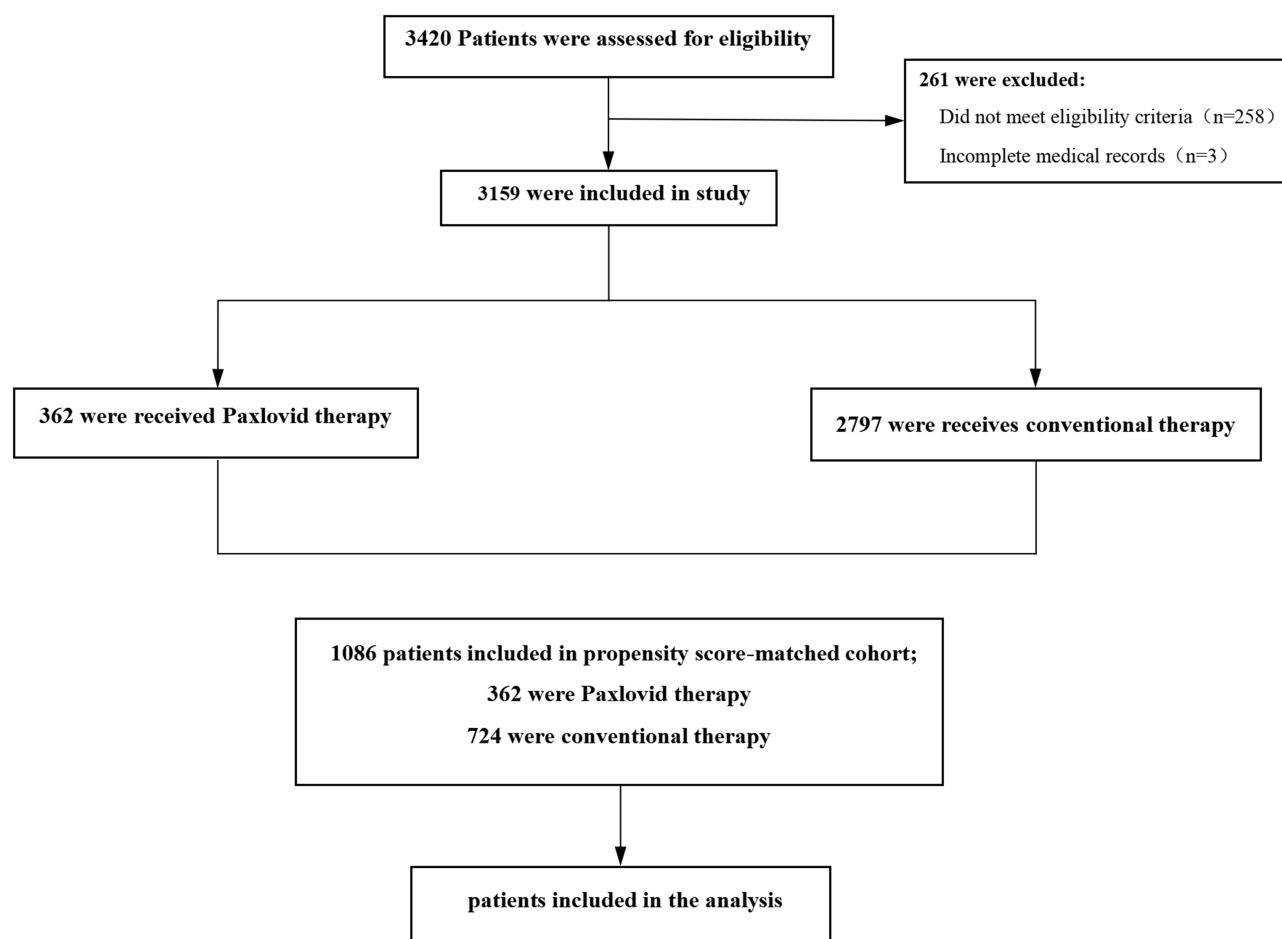 3420 Patients were assessed for eligibility
261 were excluded:
Did not meet eligibility criteria（n=258）
Incomplete medical records（n=3）
3159 were included in study
362 were received Paxlovid therapy
2797 were receives conventional therapy
1086 patients included in propensity score-matched cohort;
362 were Paxlovid therapy
724 were conventional therapy
patients included in the analysis